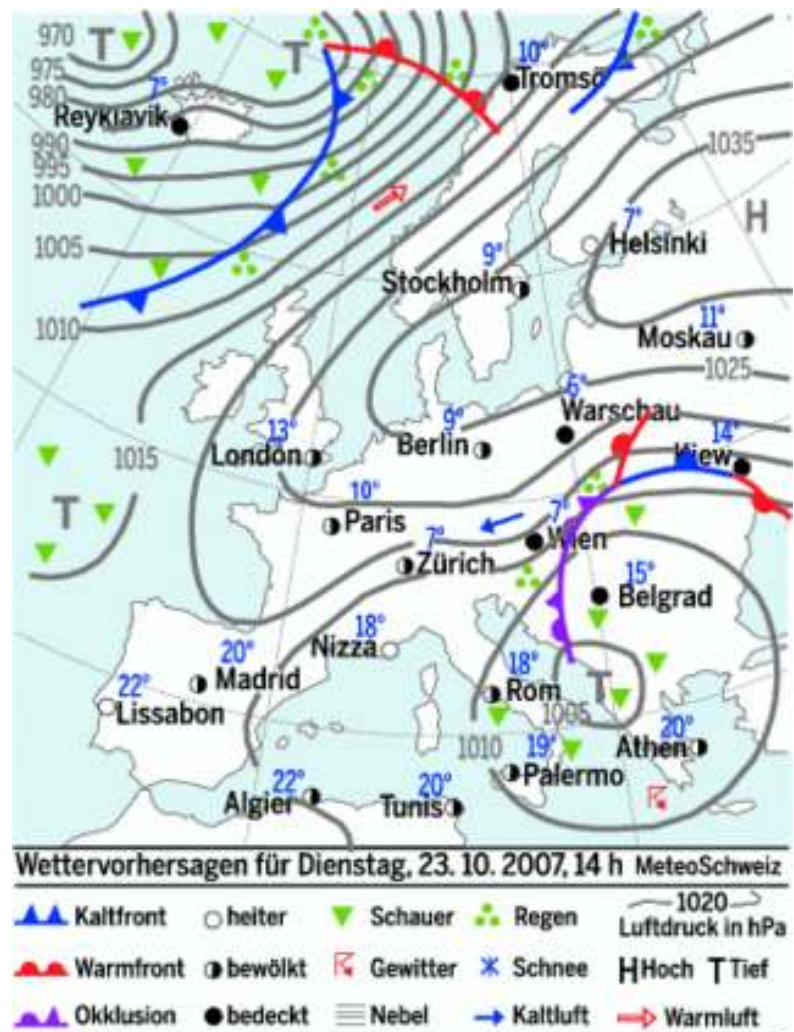 970
T
T
975
10°
Tromsö
980
7°
Reykiavik
990
1035
995
1000
7°
H
Helsinki
1005
9°
Stockholm
1010
11°
Moskau
1025
6°
Warschau
9°
Berlin
13°
London
14°
Kiew
1015
10°
Paris
T
7°
Wien
7°
Zürich
15°
Belgrad
18°
Nizza
20°
Madrid
18°
Rom
T
1005
22°
Lissabon
1010
19°
Palermo
20°
Athen
22°
Algier
20°
Tunis
Wettervorhersagen für Dienstag, 23. 10. 2007, 14 h MeteoSchweiz
Kaltfront heiter Schauer Regen 1020
Luftdruck in hPa
Warmfront bewölkt Gewitter Schnee H Hoch T Tief
Okklusion bedeckt Nebel Kaltluft Warmluft